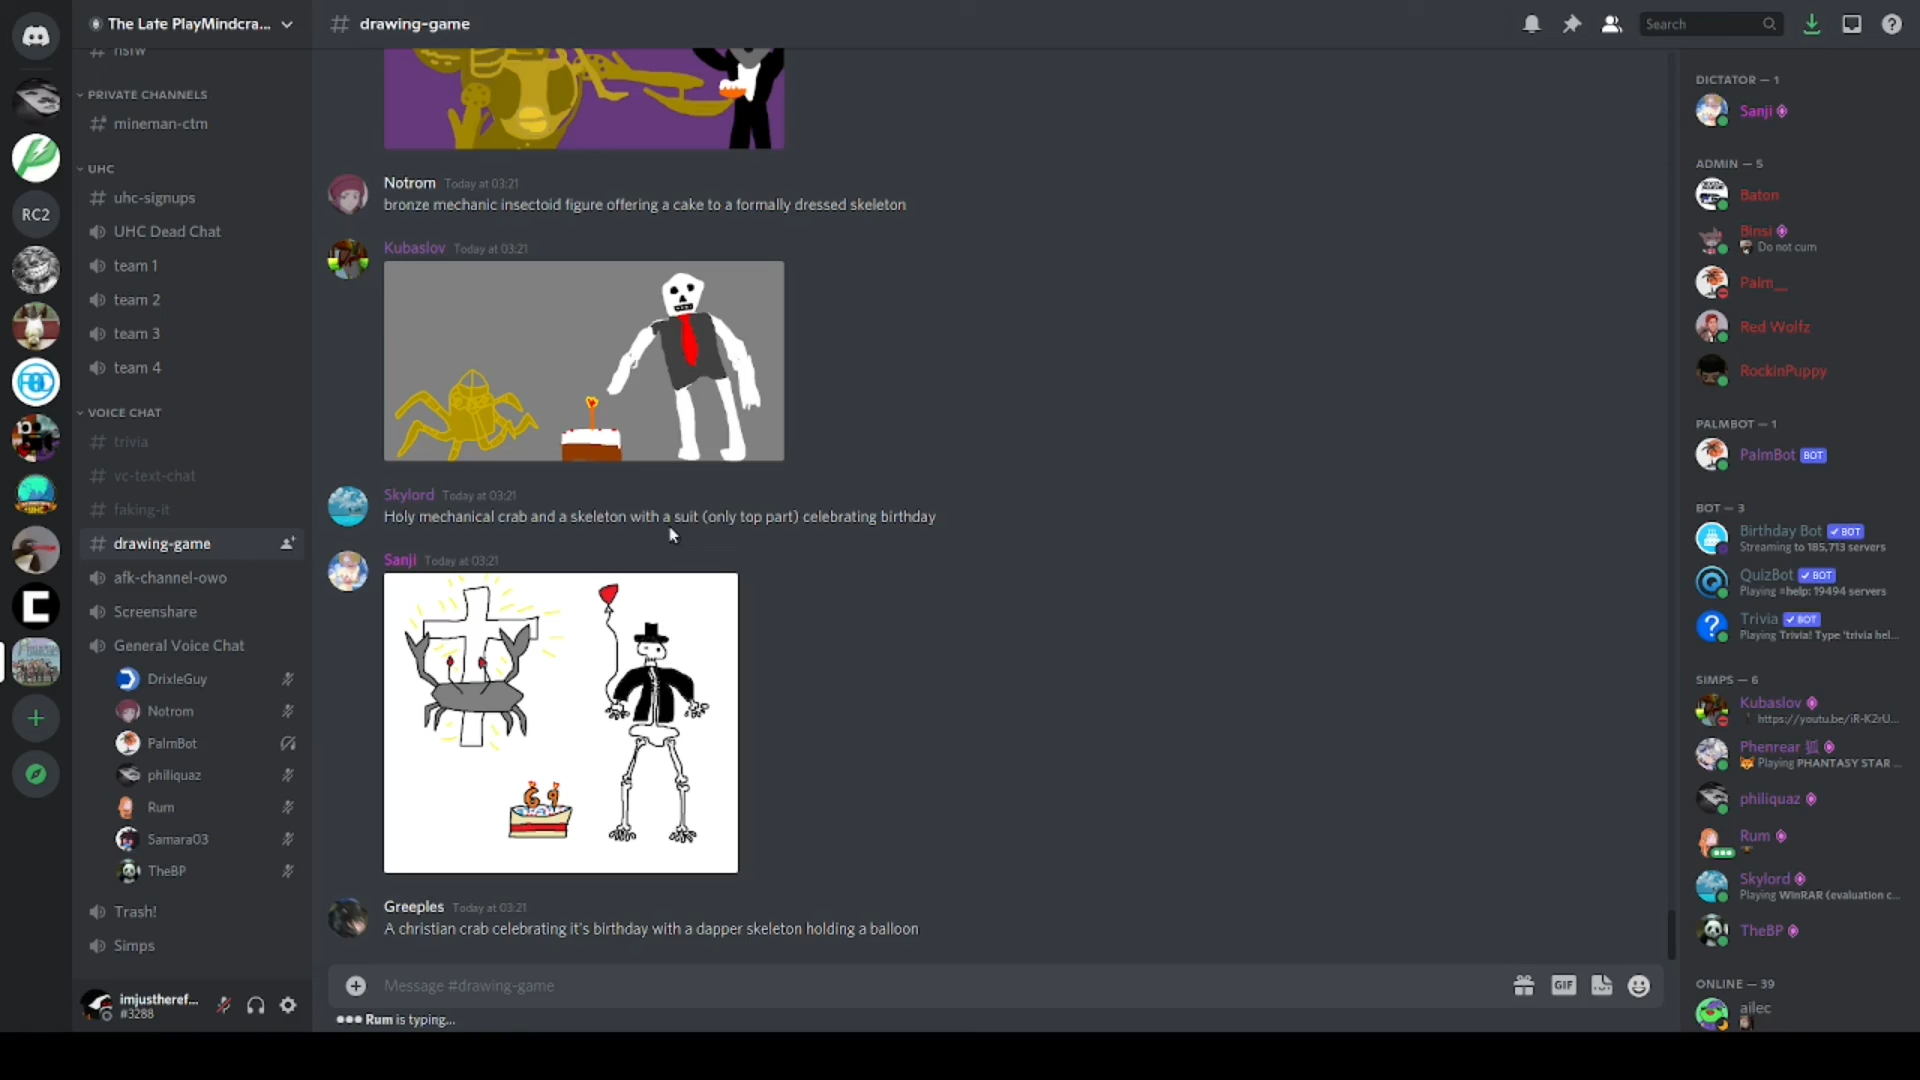 The Late PlayMindcra...
drawing-game
Search
nsfw
PRIVATE CHANNELS
mineman-ctm
UHC
uhc-signups
UHC Dead Chat
team 1
team 2
team 3
team 4
VOICE CHAT
trivia
vc-text-chat
faking-it
drawing-game
afk-channel-owo
Screenshare
General Voice Chat
DrixleGuy
Notrom
PalmBot
philiquaz
Rum
Samara03
TheBP
Trash!
Simps
imjustheref...
#3288
RC2
Notrom Today at 03:21
bronze mechanic insectoid figure offering a cake to a formally dressed skeleton
Kubaslov Today at 03:21
Skylord Today at 03:21
Holy mechanical crab and a skeleton with a suit (only top part) celebrating birthday
Sanji Today at 03:21
69
Greeples Today at 03:21
A christian crab celebrating it's birthday with a dapper skeleton holding a balloon
Message #drawing-game
GIF
Rum is typing...
DICTATOR — 1
Sanji
ADMIN — 5
Baton
Binsi
Do not cum
Palm__
Red Wolfz
RockinPuppy
PALMBOT — 1
PalmBot BOT
BOT — 3
Birthday Bot BOT
Streaming to 185,713 servers
QuizBot BOT
Playing =help: 19494 servers
Trivia BOT
Playing Trivia! Type 'trivia hel...
SIMPS — 6
Kubaslov
https://youtu.be/iR-K2rU...
Phenrear 狐
Playing PHANTASY STAR ...
philiquaz
Rum
Skylord
Playing WinRAR (evaluation c...
TheBP
ONLINE — 39
ailec